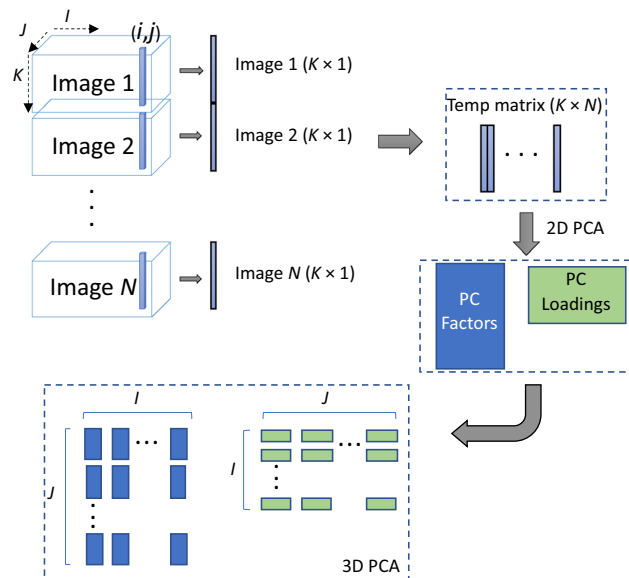 I
J
(i,j)
K
Image 1
Image 1 (K × 1)
Image 2
Image 2 (K × 1)
Temp matrix (K × N)
2D PCA
Image N
Image N (K × 1)
PC
Factors
PC
Loadings
I
J
J
I
3D PCA